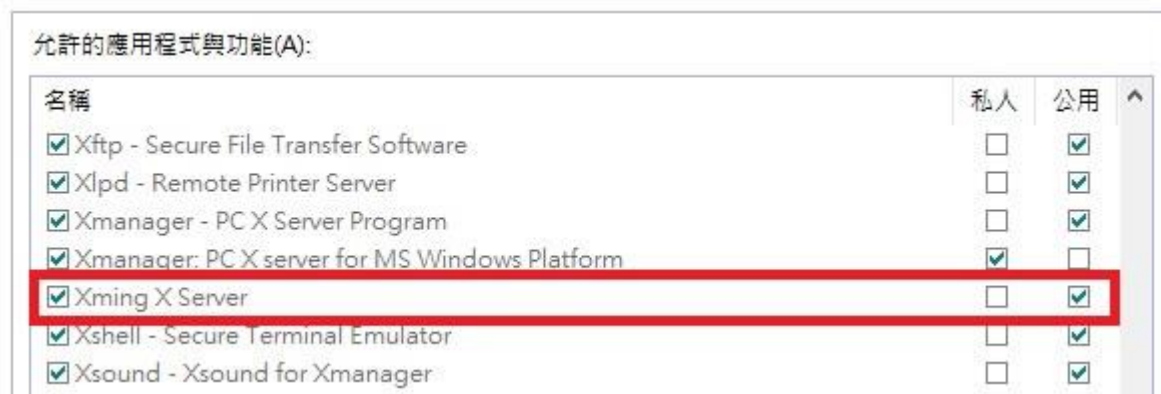 允許的應用程式與功能(A):
名稱 私人 公用
Xftp - Secure File Transfer Software
Xlpd - Remote Printer Server
Xmanager - PC X Server Program
Xmanager: PC X server for MS Windows Platform
Xming X Server
Xshell - Secure Terminal Emulator
Xsound - Xsound for Xmanager